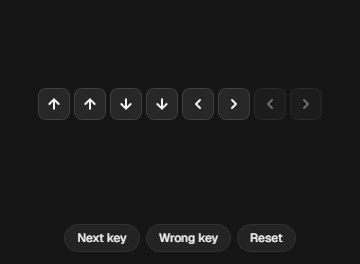 ↑ ↑ ↓ ↓ ‹ › ‹ ›
Next key Wrong key Reset